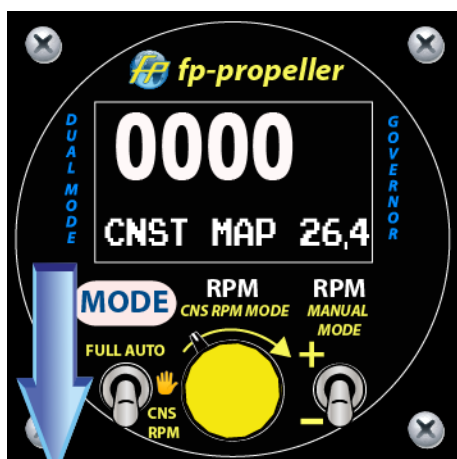 FP fp-propeller
DUAL MODE
GOVERNOR
0000
CNST MAP 26,4
MODE
RPM
CNS RPM MODE
RPM
MANUAL
MODE
FULL AUTO
+
CNS
RPM
–